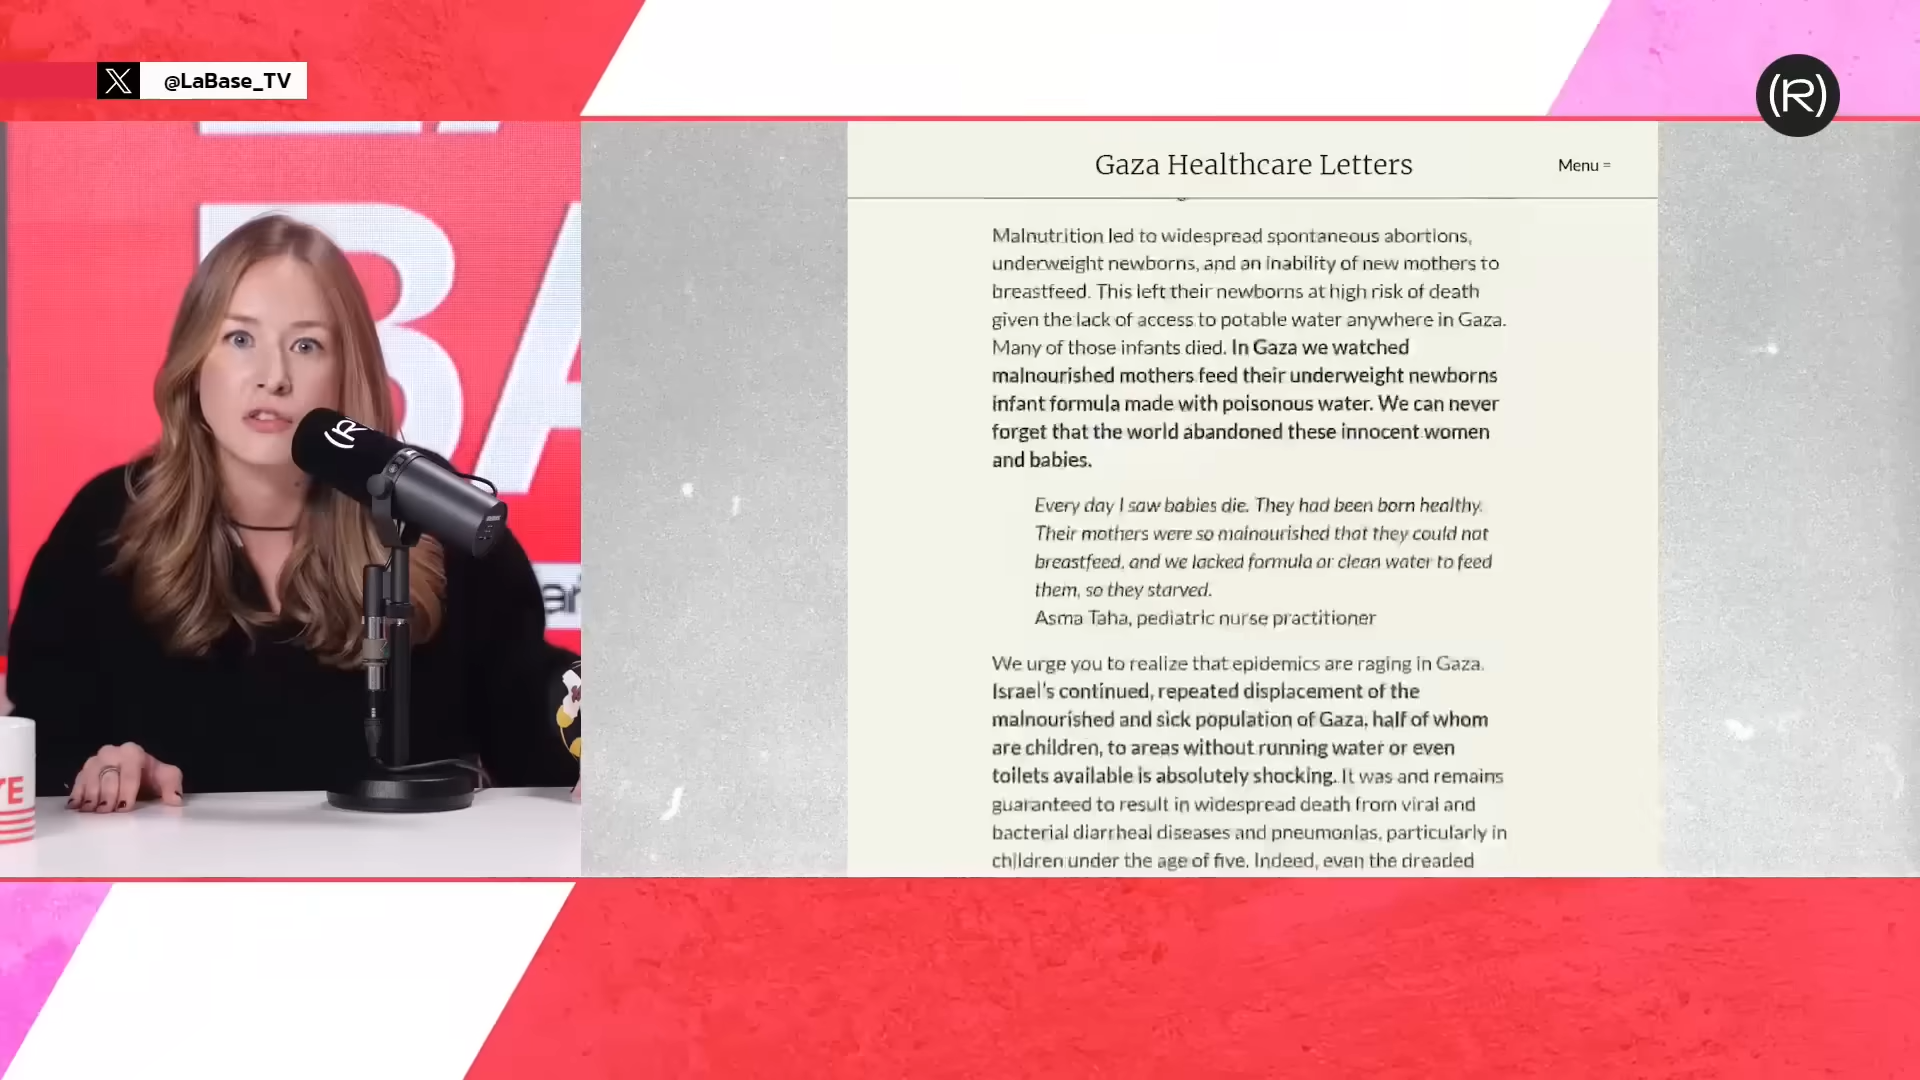 @LaBase_TV
(R)
BA
(R
TE
Gaza Healthcare Letters
Menu =
Malnutrition led to widespread spontaneous abortions,
underweight newborns, and an inability of new mothers to
breastfeed. This left their newborns at high risk of death
given the lack of access to potable water anywhere in Gaza.
Many of those infants died. In Gaza we watched
malnourished mothers feed their underweight newborns
infant formula made with poisonous water. We can never
forget that the world abandoned these innocent women
and babies.
Every day I saw babies die. They had been born healthy.
Their mothers were so malnourished that they could not
breastfeed, and we lacked formula or clean water to feed
them, so they starved.
Asma Taha, pediatric nurse practitioner
We urge you to realize that epidemics are raging in Gaza.
Israel's continued, repeated displacement of the
malnourished and sick population of Gaza, half of whom
are children, to areas without running water or even
toilets available is absolutely shocking. It was and remains
guaranteed to result in widespread death from viral and
bacterial diarrheal diseases and pneumonias, particularly in
children under the age of five. Indeed, even the dreaded